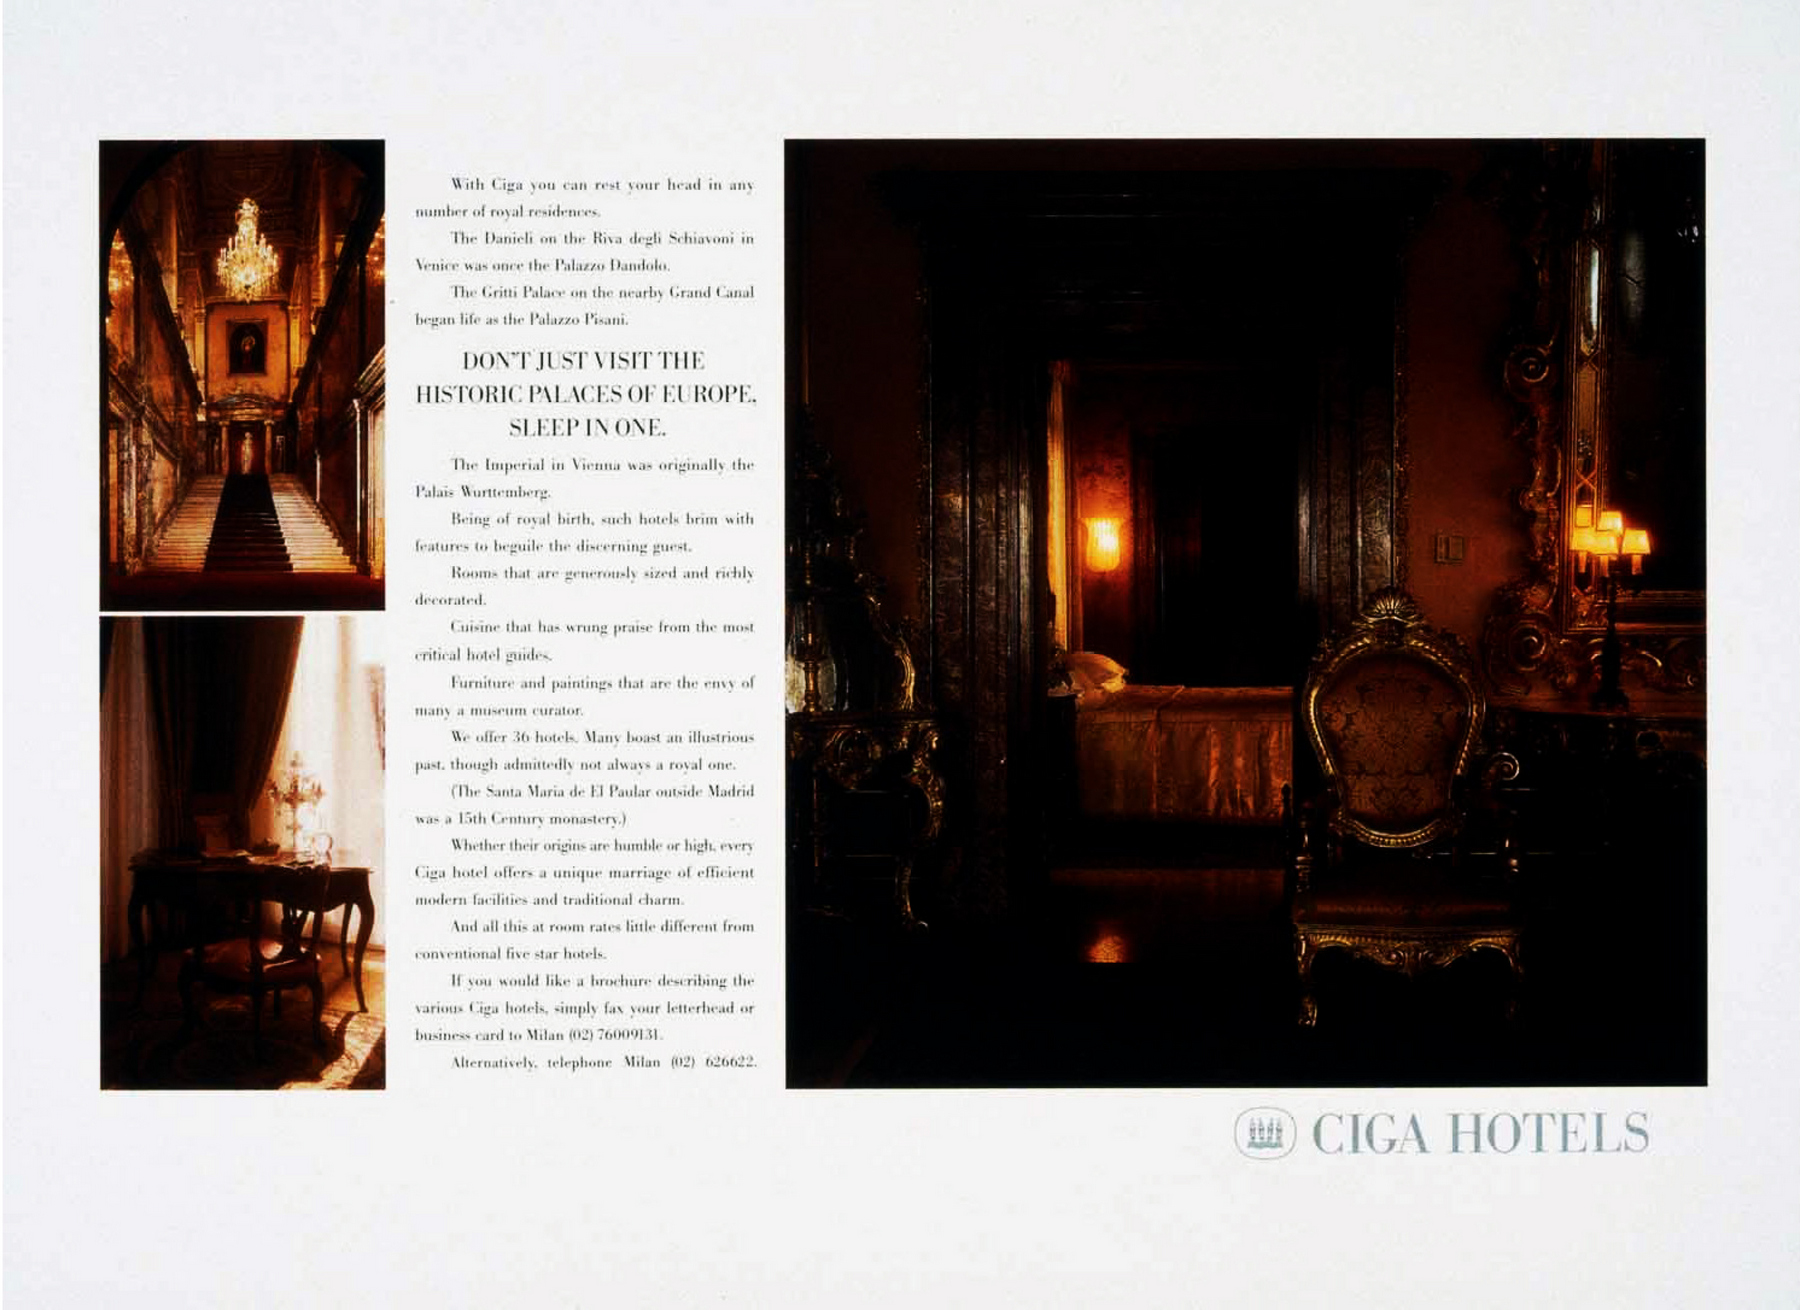 With Ciga you can rest your head in any
number of royal residences.
The Danieli on the Riva degli Schiavoni in
Venice was once the Palazzo Dandolo.
The Gritti Palace on the nearby Grand Canal
began life as the Palazzo Pisani.
DON'T JUST VISIT THE
HISTORIC PALACES OF EUROPE.
SLEEP IN ONE.
The Imperial in Vienna was originally the
Palais Wurttemberg.
Being of royal birth, such hotels brim with
features to beguile the discerning guest.
Rooms that are generously sized and richly
decorated.
Cuisine that has wrung praise from the most
critical hotel guides.
Furniture and paintings that are the envy of
many a museum curator.
We offer 36 hotels. Many boast an illustrious
past, though admittedly not always a royal one.
(The Santa Maria de El Paular outside Madrid
was a 15th Century monastery.)
Whether their origins are humble or high, every
Ciga hotel offers a unique marriage of efficient
modern facilities and traditional charm.
And all this at room rates little different from
conventional five star hotels.
If you would like a brochure describing the
various Ciga hotels, simply fax your letterhead or
business card to Milan (02) 76009131.
Alternatively, telephone Milan (02) 626622.
CIGA HOTELS